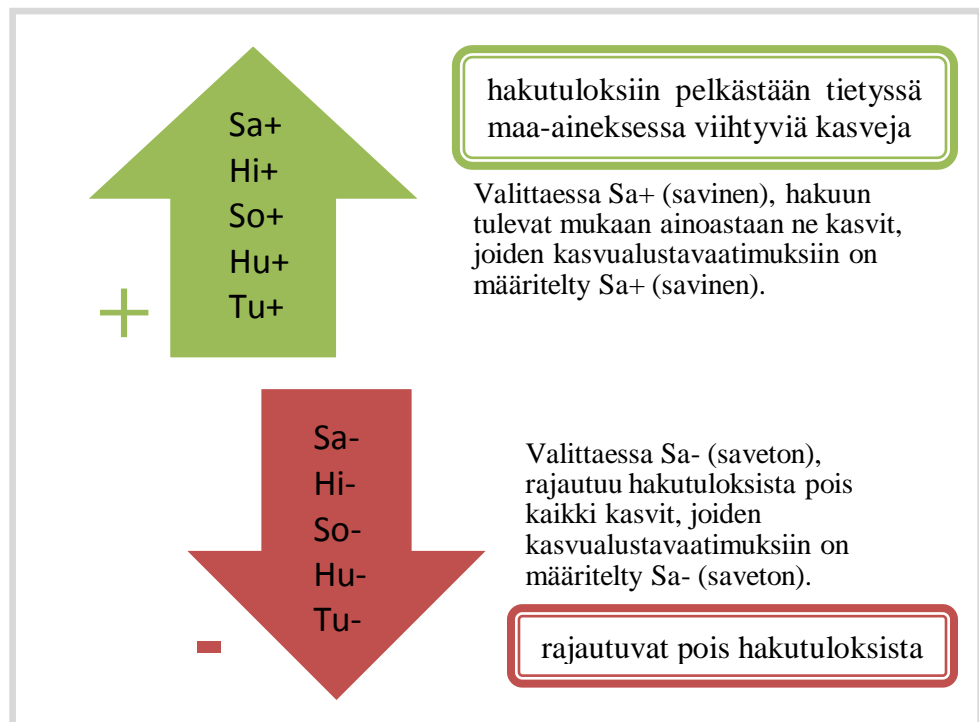 Sa+
Hi+
So+
Hu+
Tu+
+
hakutuloksiin pelkästään tietyssä
maa-aineksessa viihtyviä kasveja
Valittaessa Sa+ (savinen), hakuun
tulevat mukaan ainoastaan ne kasvit,
joiden kasvualustavaatimuksiin on
määritelty Sa+ (savinen).
Sa-
Hi-
So-
Hu-
Tu-
-
Valittaessa Sa- (saveton),
rajautuu hakutuloksista pois
kaikki kasvit, joiden
kasvualustavaatimuksiin on
määritelty Sa- (saveton).
rajautuvat pois hakutuloksista